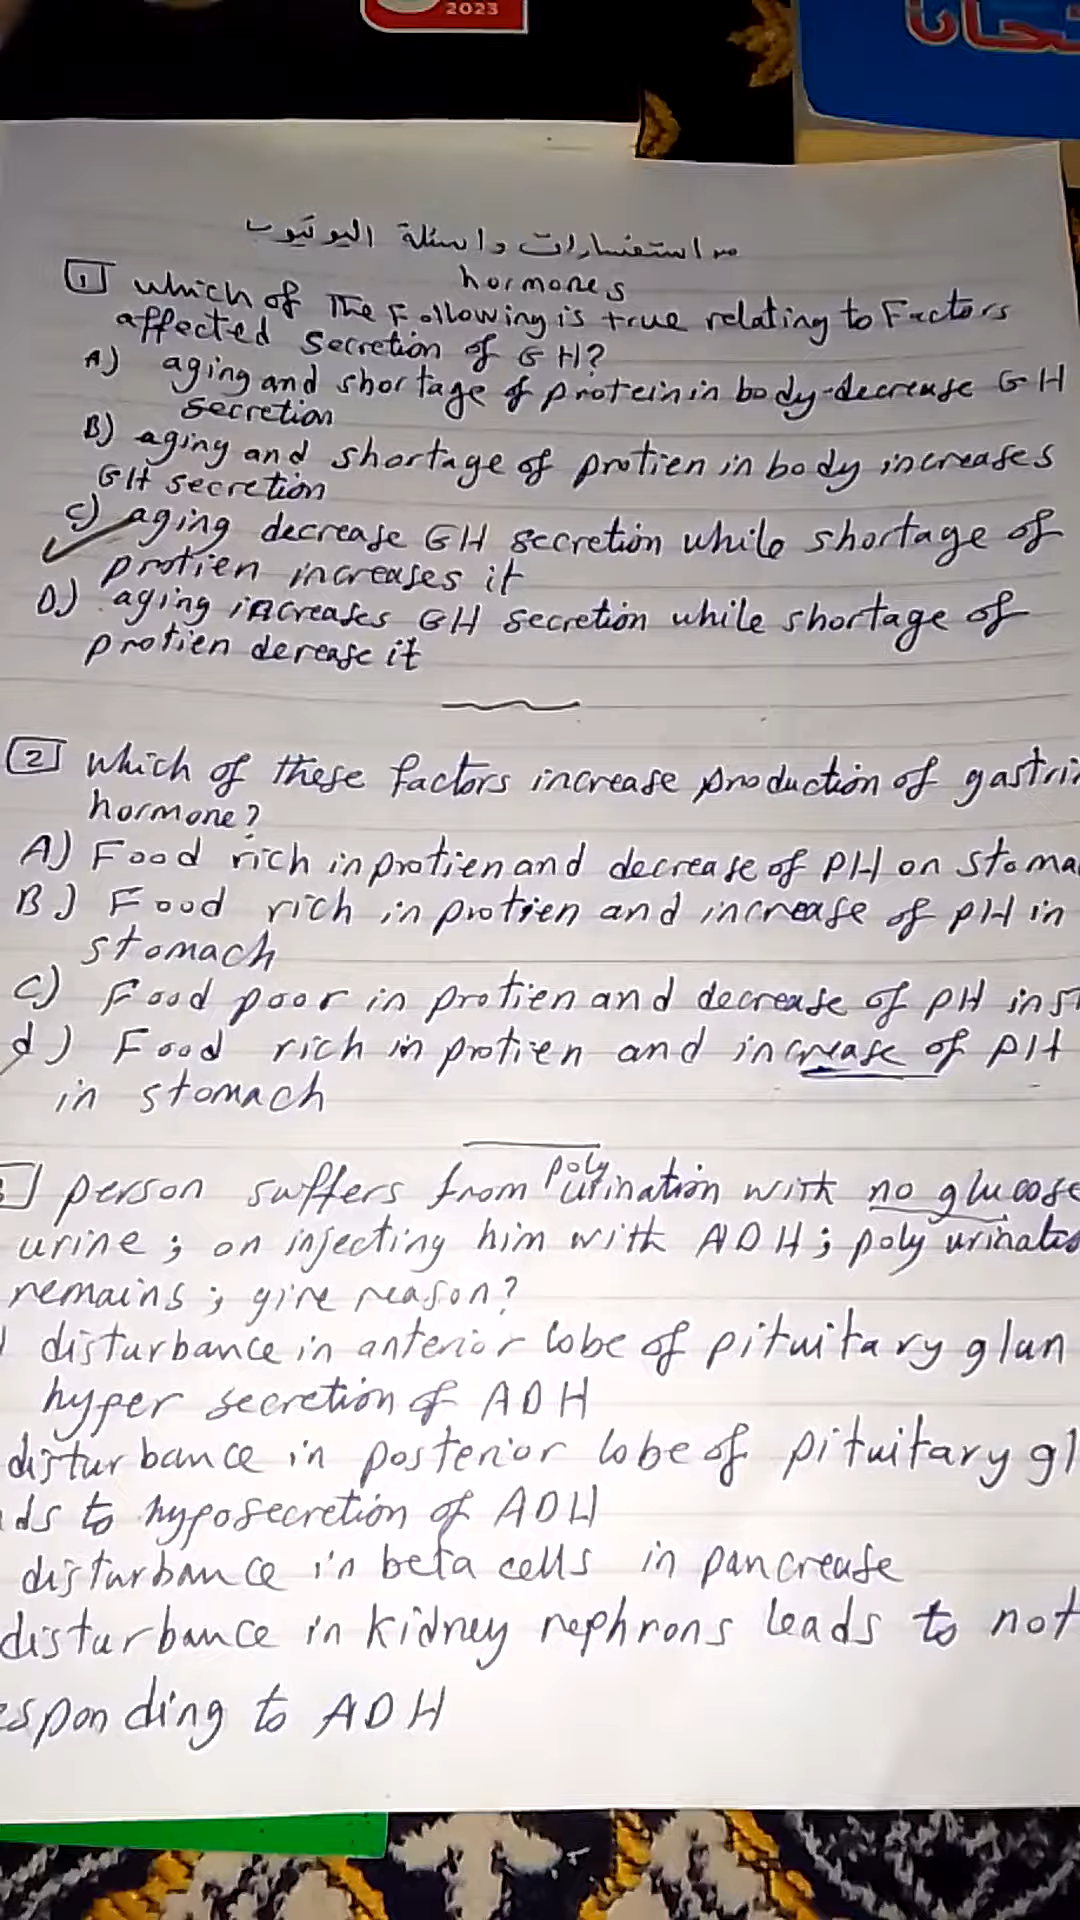 2023
من استفسارات واسئلة اليوتيوب
hormones
1 which of The Following is true relating to Factors
affected secretion of GH?
A) aging and shortage of protein in body decrease GH
secretion
B) aging and shortage of protien in body increases
GH secretion
C) aging decrease GH secretion while shortage of
protien increases it
D) aging increases GH secretion while shortage of
protien derease it
2 which of these factors increase production of gastrin
hormone?
A) Food rich in protien and decrease of PH on stoma
B) Food rich in protien and increase of pH in
stomach
C) Food poor in protien and decrease of PH in st
d) Food rich in protien and increase of PH
in stomach
person suffers from poly urination with no glucose
urine; on injecting him with ADH; poly urinatio
remains; give reason?
disturbance in anterior lobe of pituitary glan
hyper secretion of ADH
disturbance in posterior lobe of pituitary gl
ds to hyposecretion of ADH
disturbance in beta cells in pancrease
disturbance in kidney nephrons leads to not
esponding to ADH